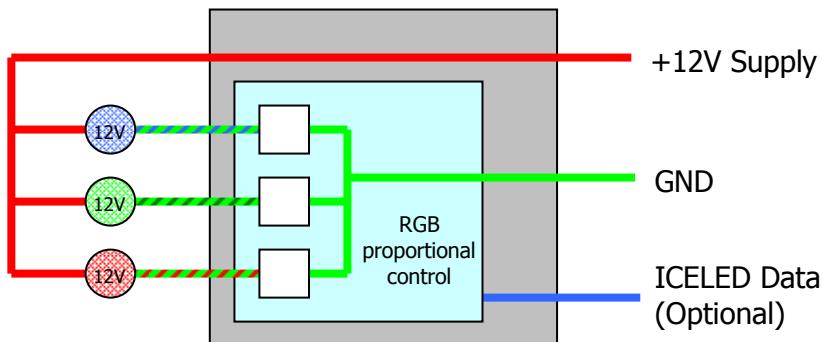 +12V Supply
12V
12V
GND
RGB
proportional
control
12V
ICELED Data
(Optional)